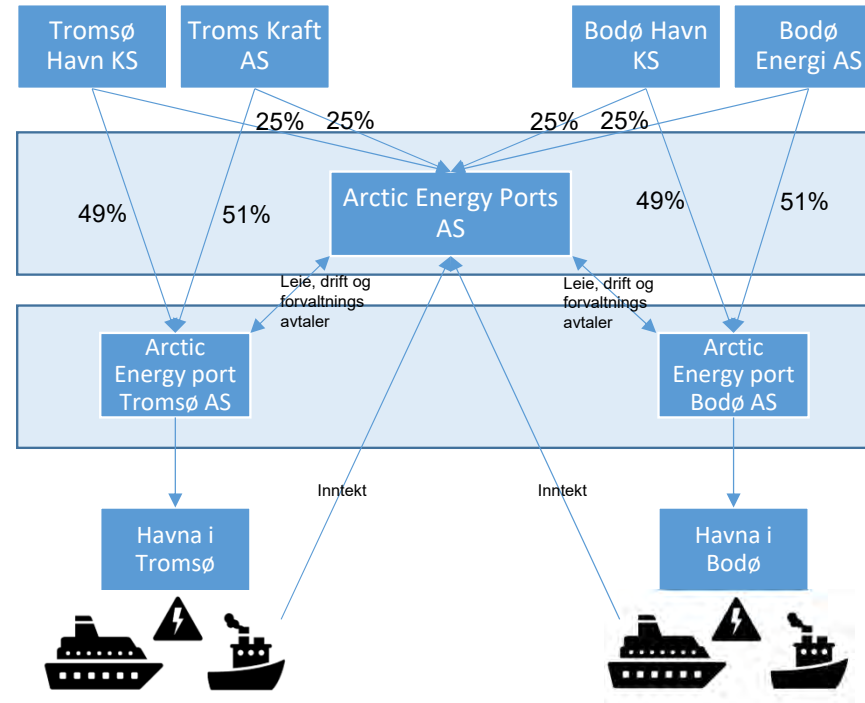 Tromsø
Havn KS
Troms Kraft
AS
Bodø Havn
KS
Bodø
Energi AS
25%
25%
25%
25%
49%
51%
Arctic Energy Ports
AS
49%
51%
Leie, drift og
forvaltnings
avtaler
Leie, drift og
forvaltnings
avtaler
Arctic
Energy port
Tromsø AS
Arctic
Energy port
Bodø AS
Inntekt
Inntekt
Havna i
Tromsø
Havna i
Bodø